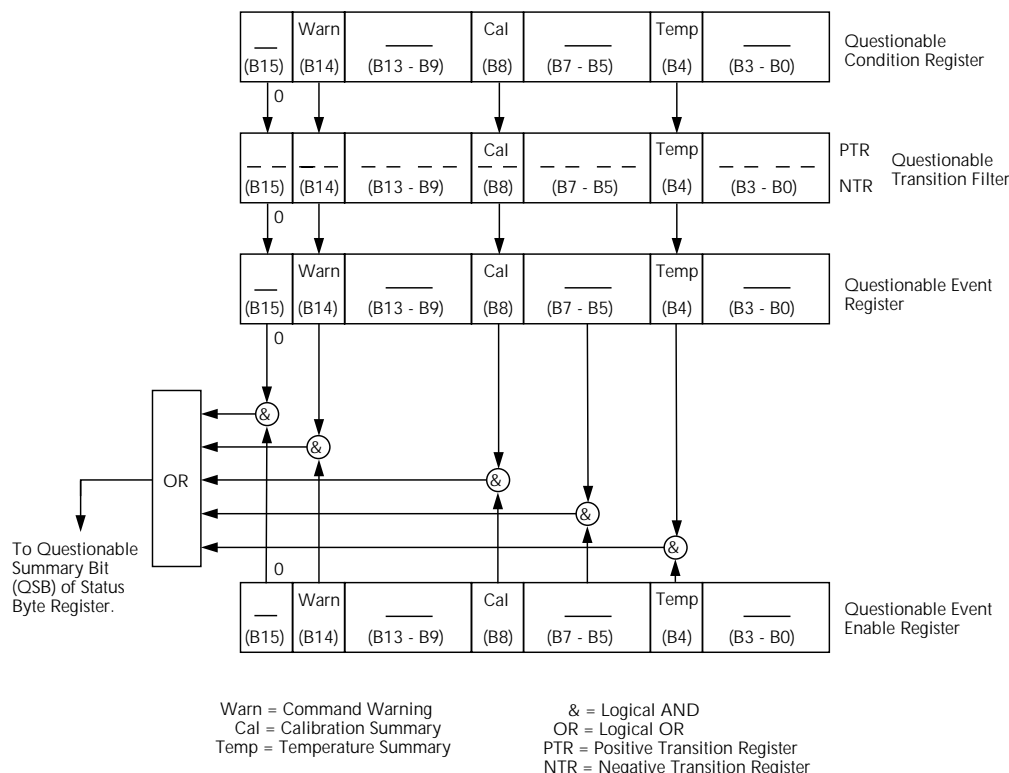 Warn Cal Temp
(B15) (B14) (B13 - B9) (B8) (B7 - B5) (B4) (B3 - B0)
Questionable
Condition Register
0
Cal Temp
(B15) (B14) (B13 - B9) (B8) (B7 - B5) (B4) (B3 - B0)
PTR
NTR
Questionable
Transition Filter
0
Warn Cal Temp
(B15) (B14) (B13 - B9) (B8) (B7 - B5) (B4) (B3 - B0)
Questionable Event
Register
0
&
&
&
&
&
OR
To Questionable
Summary Bit
(QSB) of Status
Byte Register.
0
Warn Cal Temp
(B15) (B14) (B13 - B9) (B8) (B7 - B5) (B4) (B3 - B0)
Questionable Event
Enable Register
Warn = Command Warning
Cal = Calibration Summary
Temp = Temperature Summary
& = Logical AND
OR = Logical OR
PTR = Positive Transition Register
NTR = Negative Transition Register